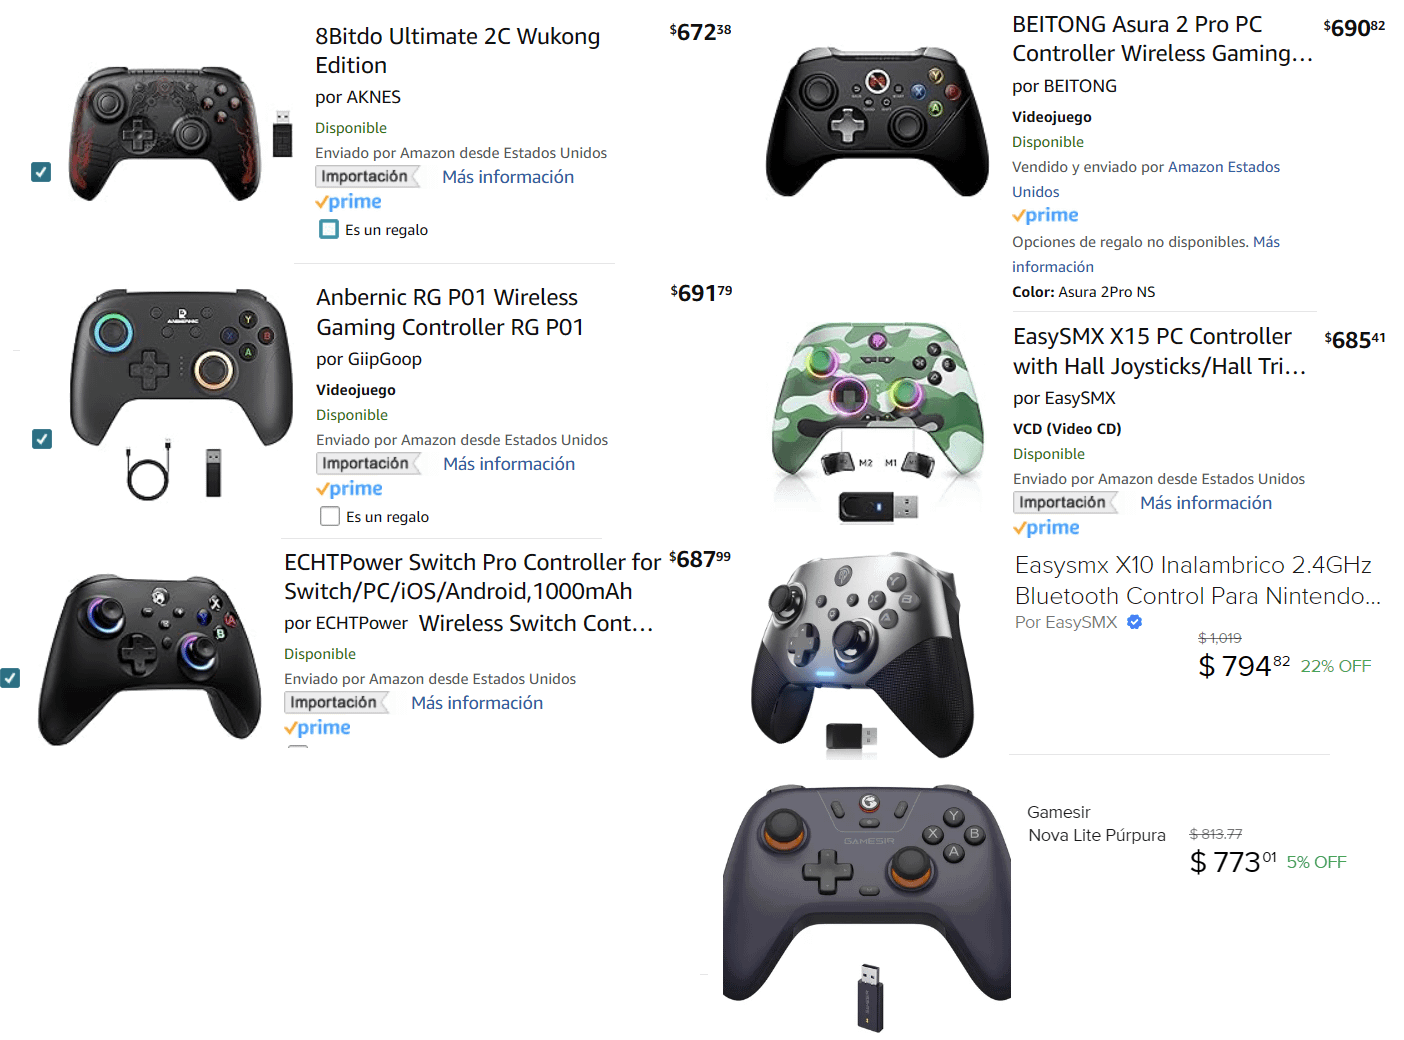 8Bitdo Ultimate 2C Wukong
Edition
$672.38
por AKNES
Disponible
Enviado por Amazon desde Estados Unidos
Importación
Más información
prime
Es un regalo
Anbernic RG P01 Wireless
Gaming Controller RG P01
$691.79
por GiipGoop
Videojuego
Disponible
Enviado por Amazon desde Estados Unidos
Importación
Más información
prime
Es un regalo
ANBERNIC
Y
X
B
A
ECHTPower Switch Pro Controller for
Switch/PC/iOS/Android,1000mAh
$687.99
por ECHTPower Wireless Switch Cont...
Disponible
Enviado por Amazon desde Estados Unidos
Importación
Más información
prime
X
Y
A
B
BEITONG Asura 2 Pro PC
Controller Wireless Gaming...
$690.82
por BEITONG
Videojuego
Disponible
Vendido y enviado por Amazon Estados
Unidos
prime
Opciones de regalo no disponibles. Más
información
Color: Asura 2Pro NS
Y
X
B
A
EasySMX X15 PC Controller
with Hall Joysticks/Hall Tri...
$685.41
por EasySMX
VCD (Video CD)
Disponible
Enviado por Amazon desde Estados Unidos
Importación
Más información
prime
M2 M1
Easysmx X10 Inalambrico 2.4GHz
Bluetooth Control Para Nintendo...
Por EasySMX
$ 1,019
$ 794.82 22% OFF
Y
X
B
A
Gamesir
Nova Lite Púrpura
$ 813.77
$ 773.01 5% OFF
GAMESIR
Y
X
B
A